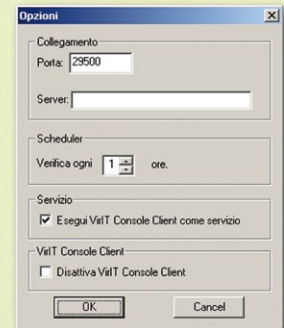 Opzioni
Collegamento
Porta: 29500
Server:
Scheduler
Verifica ogni 1 ore.
Servizio
Esegui VirIT Console Client come servizio
VirIT Console Client
Disattiva VirIT Console Client
OK Cancel